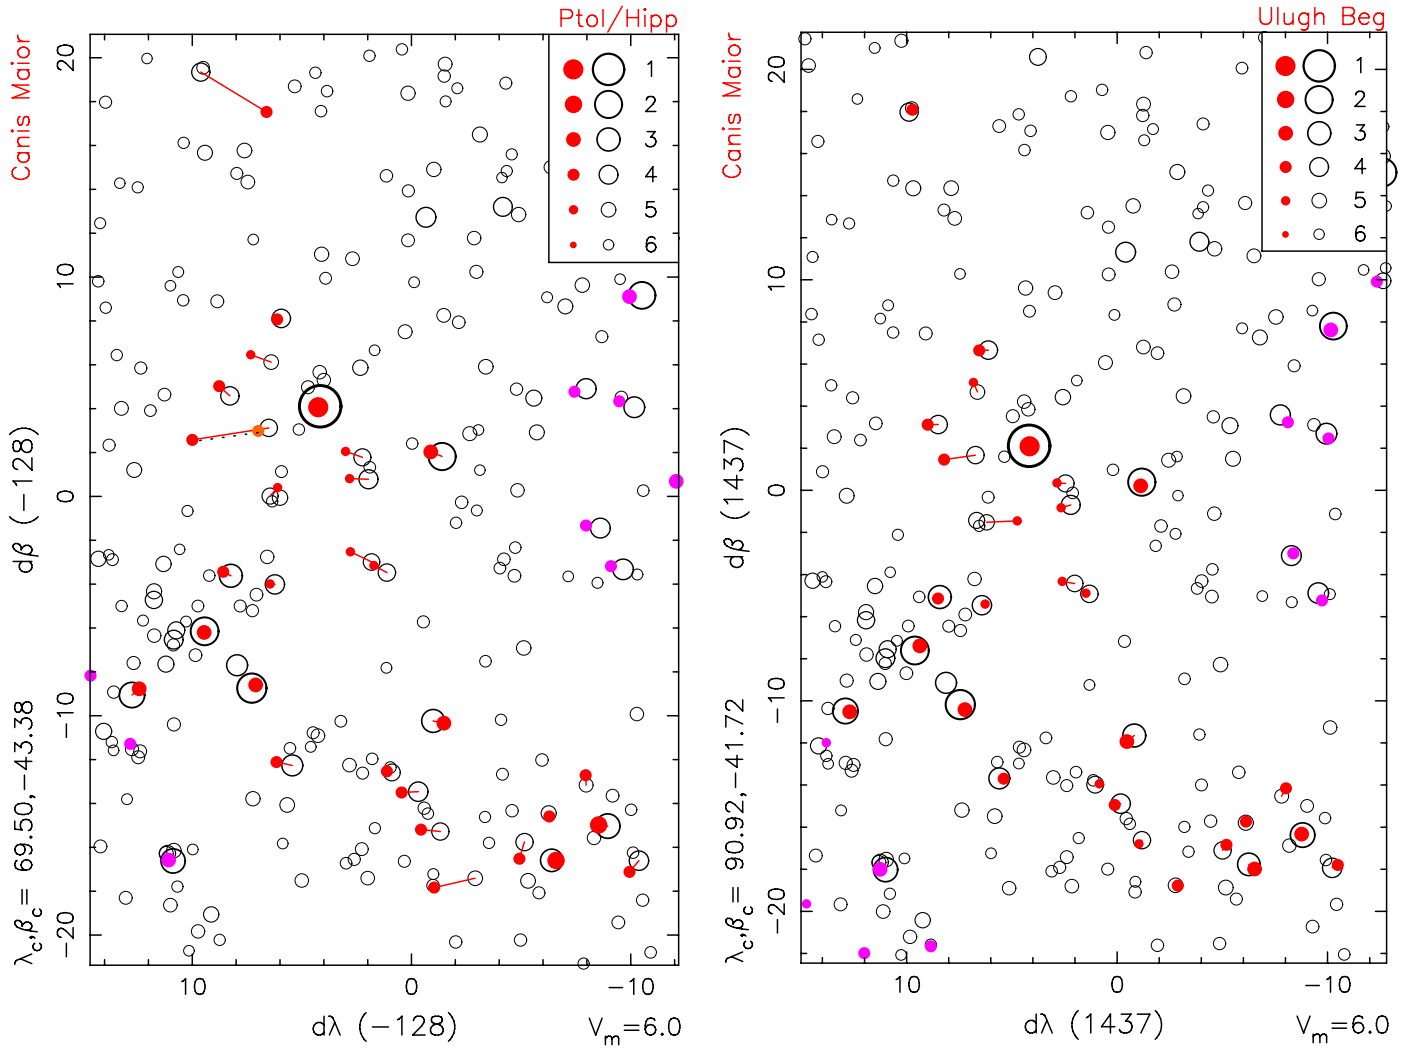 Ptol/Hipp
Canis Maior
1
2
3
4
5
6
20
10
0
−10
−20
dβ (−128)
λc,βc= 69.50,−43.38
10
0
−10
dλ (−128)
Vm=6.0
Ulugh Beg
Canis Maior
1
2
3
4
5
6
20
10
0
−10
−20
dβ (1437)
λc,βc= 90.92,−41.72
10
0
−10
dλ (1437)
Vm=6.0